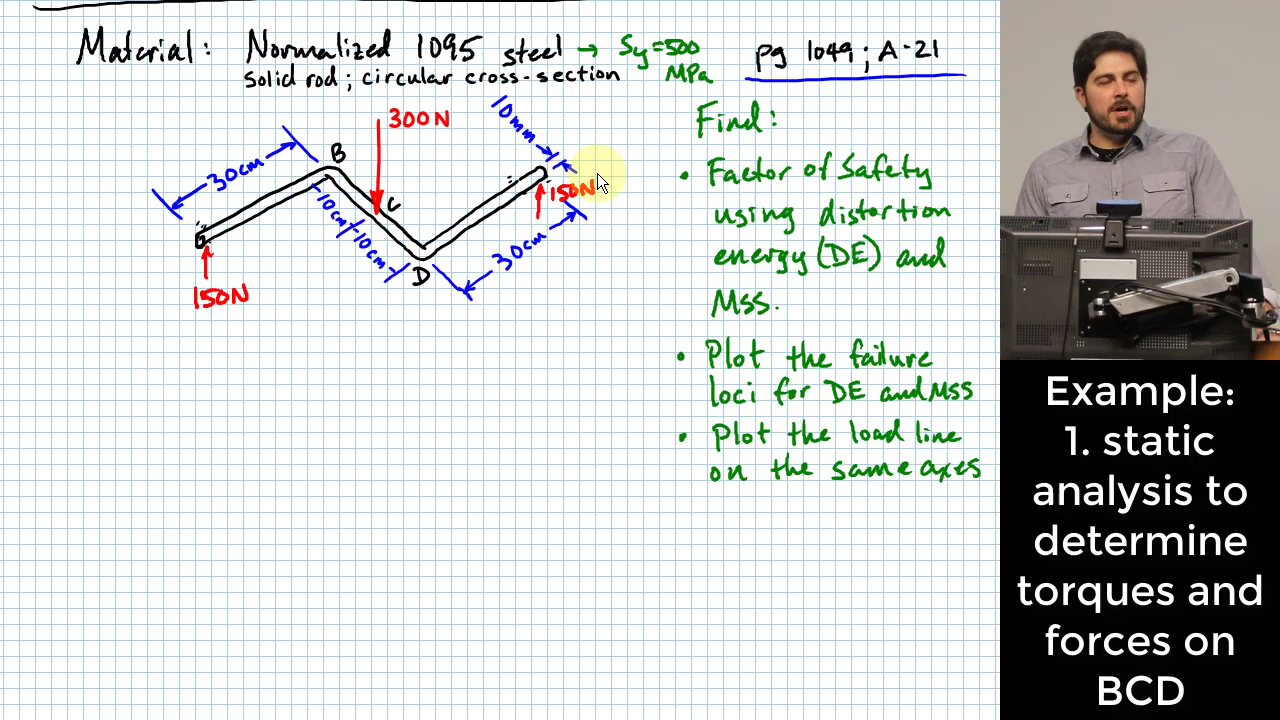 Material: Normalized 1095 steel → Sy=500 MPa
solid rod; circular cross-section
pg 1049; A-21
300N
10mm
30cm
B
C
150N
10cm
10cm
30cm
D
150N
Find:
• Factor of Safety
using distortion
energy (DE) and
MSS.
• Plot the failure
loci for DE and MSS
• Plot the load line
on the same axes
Example:
1. static
analysis to
determine
torques and
forces on
BCD